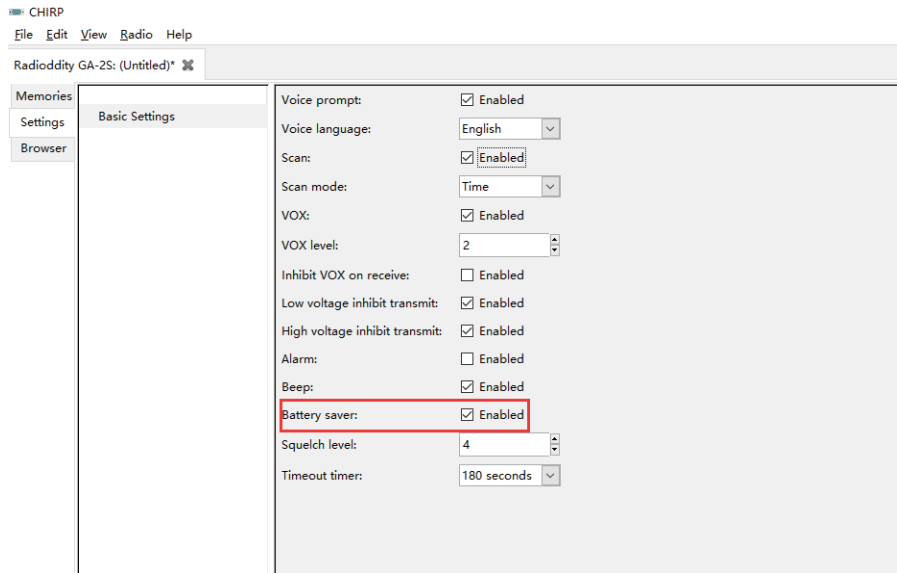 CHIRP
File Edit View Radio Help
Radioddity GA-2S: (Untitled)*
Memories
Settings
Browser
Basic Settings
Voice prompt: Enabled
Voice language: English
Scan: Enabled
Scan mode: Time
VOX: Enabled
VOX level: 2
Inhibit VOX on receive: Enabled
Low voltage inhibit transmit: Enabled
High voltage inhibit transmit: Enabled
Alarm: Enabled
Beep: Enabled
Battery saver: Enabled
Squelch level: 4
Timeout timer: 180 seconds